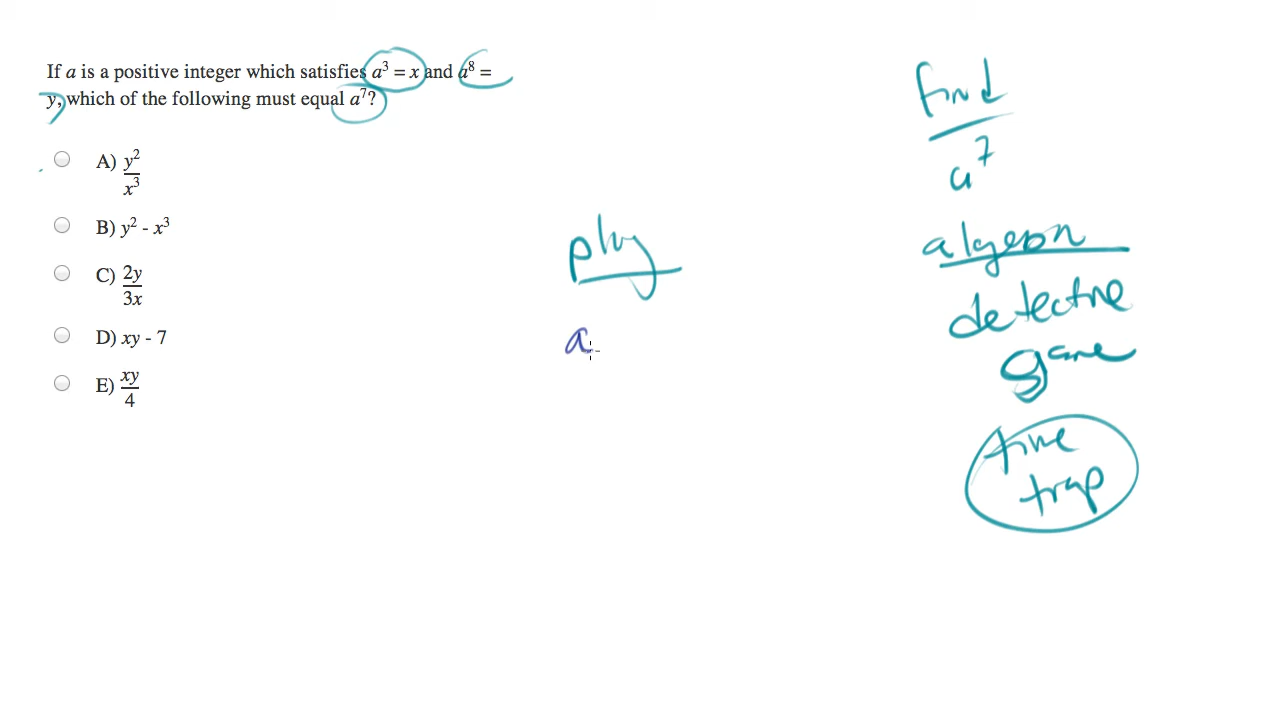 If a is a positive integer which satisfies a³ = x and a⁸ =
y, which of the following must equal a⁷?
A) y²
x³
B) y² - x³
C) 2y
3x
D) xy - 7
E) xy
4
plug
a
find
a⁷
detective
game
time
trap